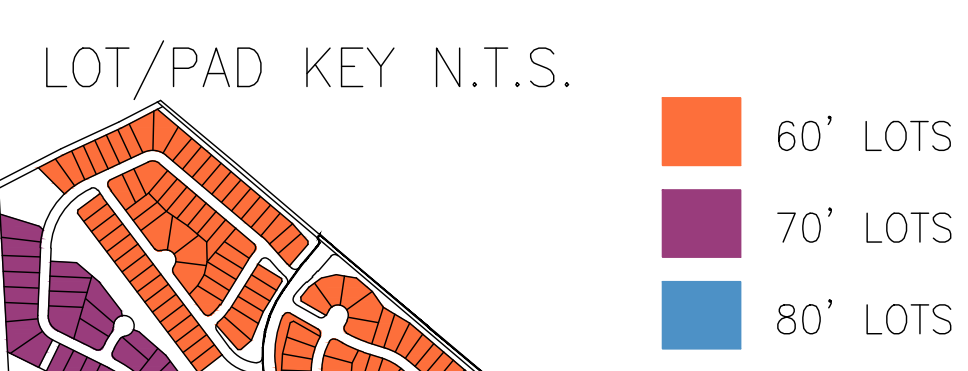 LOT/PAD KEY N.T.S.
60' LOTS
70' LOTS
80' LOTS